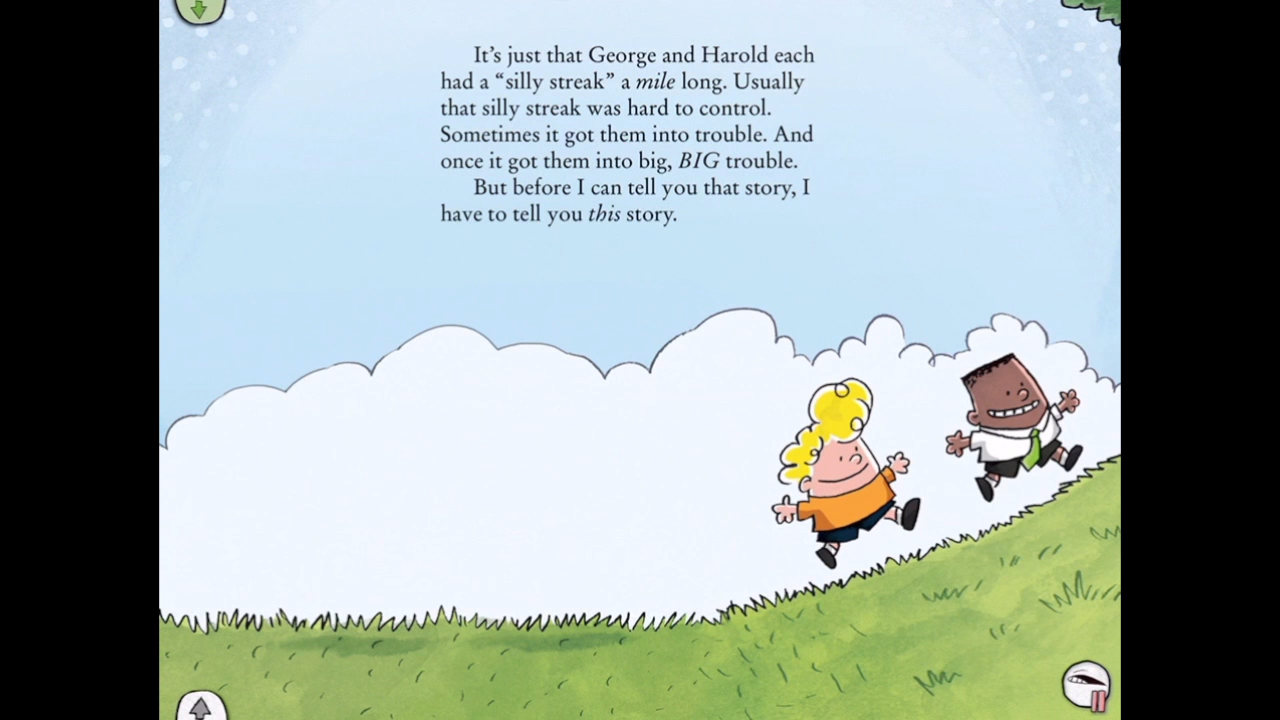 It’s just that George and Harold each
had a “silly streak” a mile long. Usually
that silly streak was hard to control.
Sometimes it got them into trouble. And
once it got them into big, BIG trouble.
But before I can tell you that story, I
have to tell you this story.